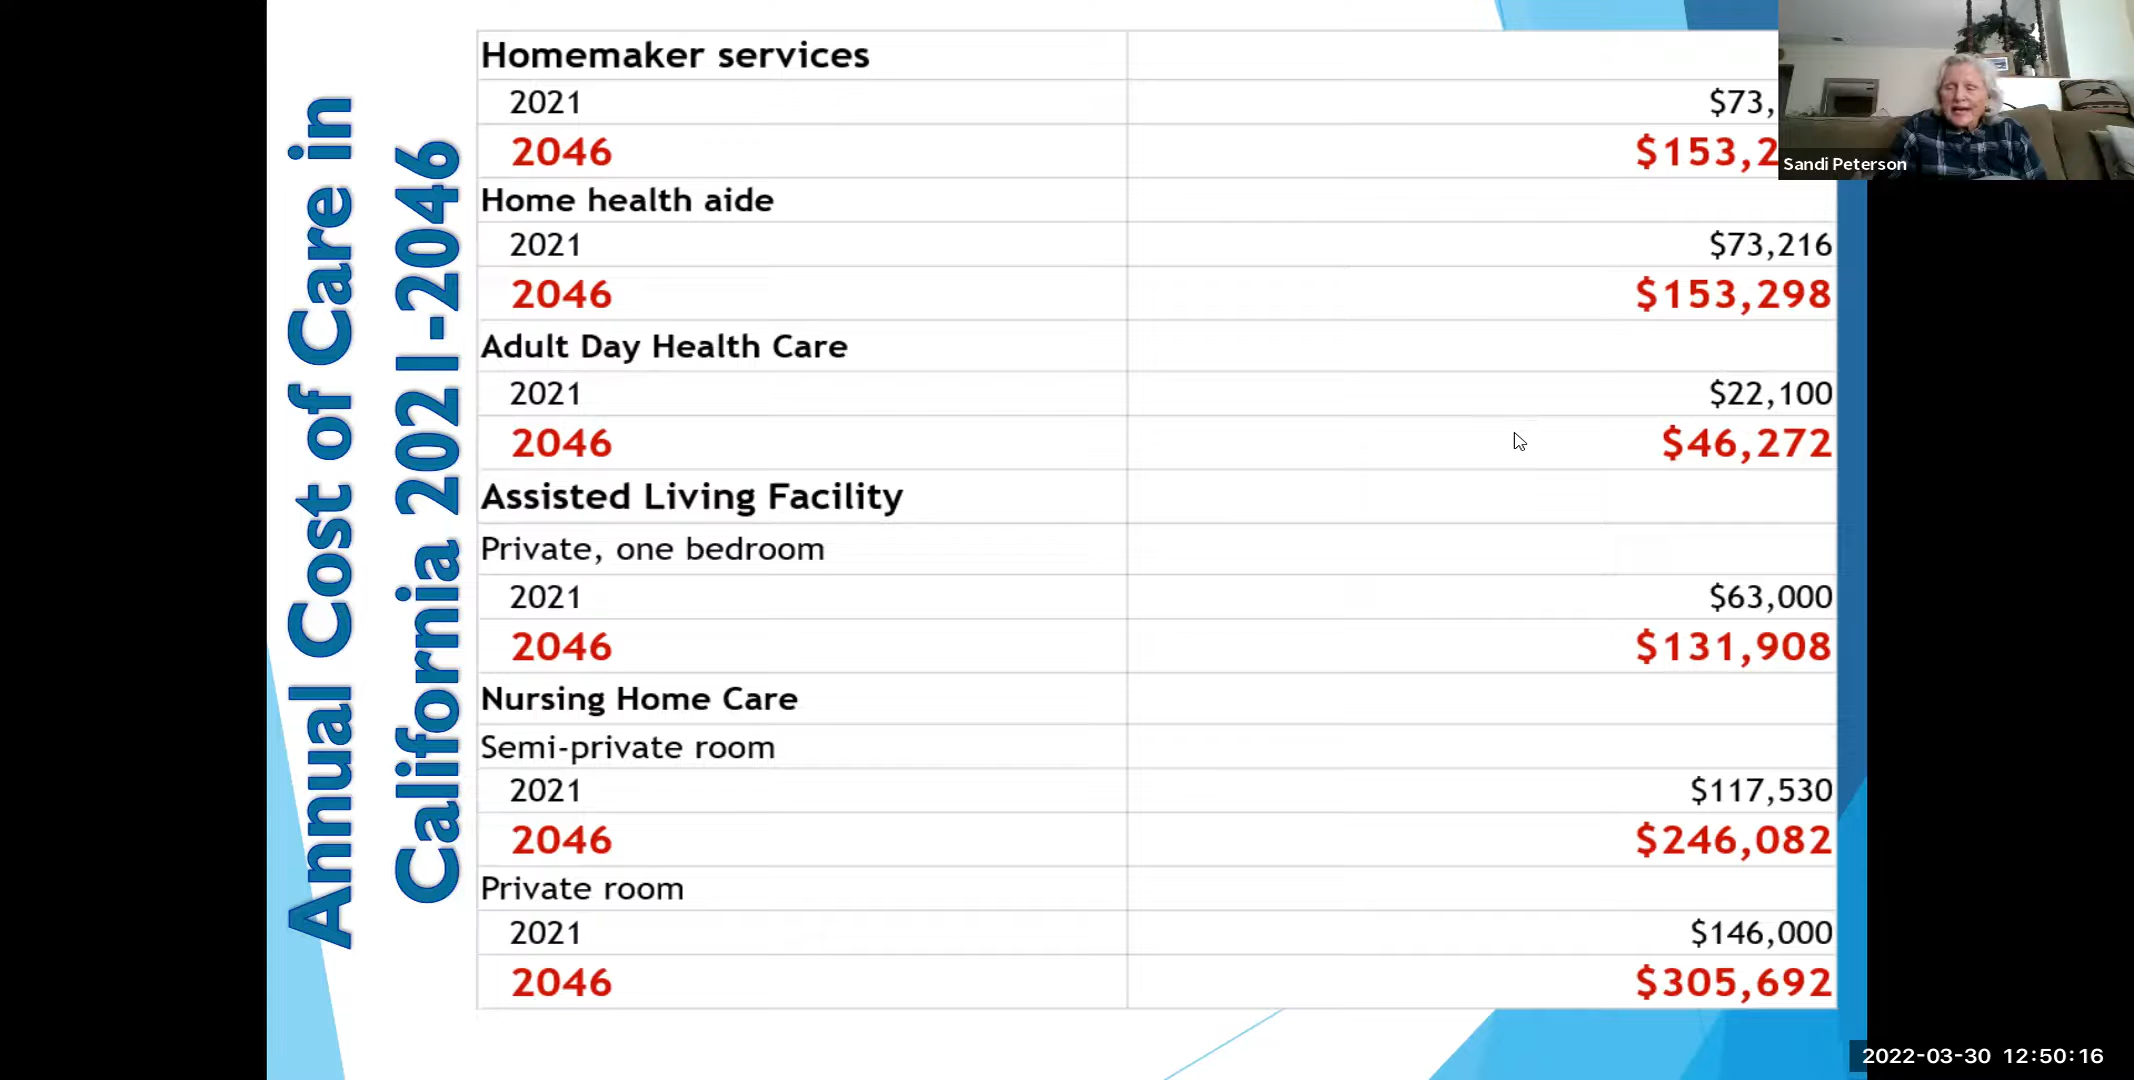 Annual Cost of Care in
California 2021-2046
Homemaker services
2021 $73,
2046 $153,2
Sandi Peterson
Home health aide
2021 $73,216
2046 $153,298
Adult Day Health Care
2021 $22,100
2046 $46,272
Assisted Living Facility
Private, one bedroom
2021 $63,000
2046 $131,908
Nursing Home Care
Semi-private room
2021 $117,530
2046 $246,082
Private room
2021 $146,000
2046 $305,692
2022-03-30 12:50:16